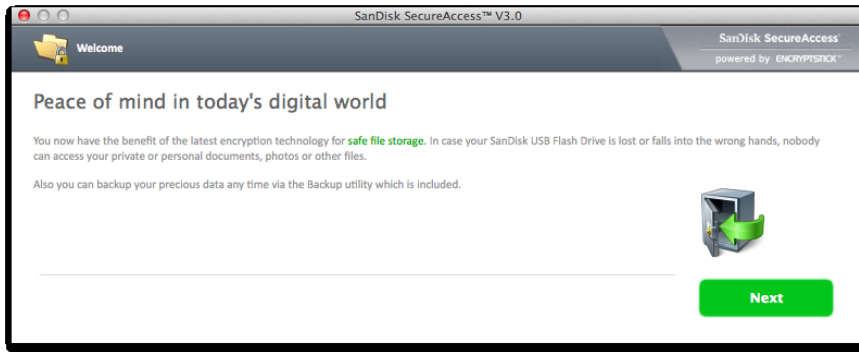 SanDisk SecureAccess™ V3.0
Welcome
SanDisk SecureAccess™
powered by ENCRYPTSTICK™
Peace of mind in today's digital world
You now have the benefit of the latest encryption technology for safe file storage. In case your SanDisk USB Flash Drive is lost or falls into the wrong hands, nobody
can access your private or personal documents, photos or other files.
Also you can backup your precious data any time via the Backup utility which is included.
Next